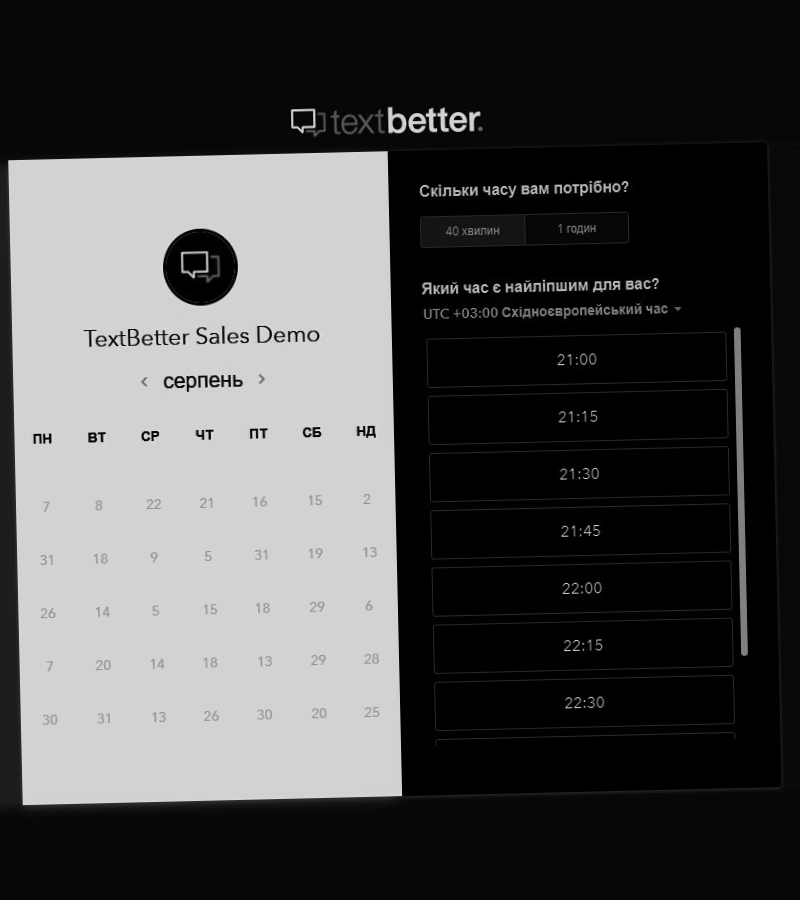 textbetter.
TextBetter Sales Demo
серпень
ПН ВТ СР ЧТ ПТ СБ НД
7 8 22 21 16 15 2
31 18 9 5 31 19 13
26 14 5 15 18 29 6
7 20 14 18 13 29 28
30 31 13 26 30 20 25
Скільки часу вам потрібно?
40 хвилин 1 годин
Який час є найліпшим для вас?
UTC +03:00 Східноєвропейський час
21:00
21:15
21:30
21:45
22:00
22:15
22:30